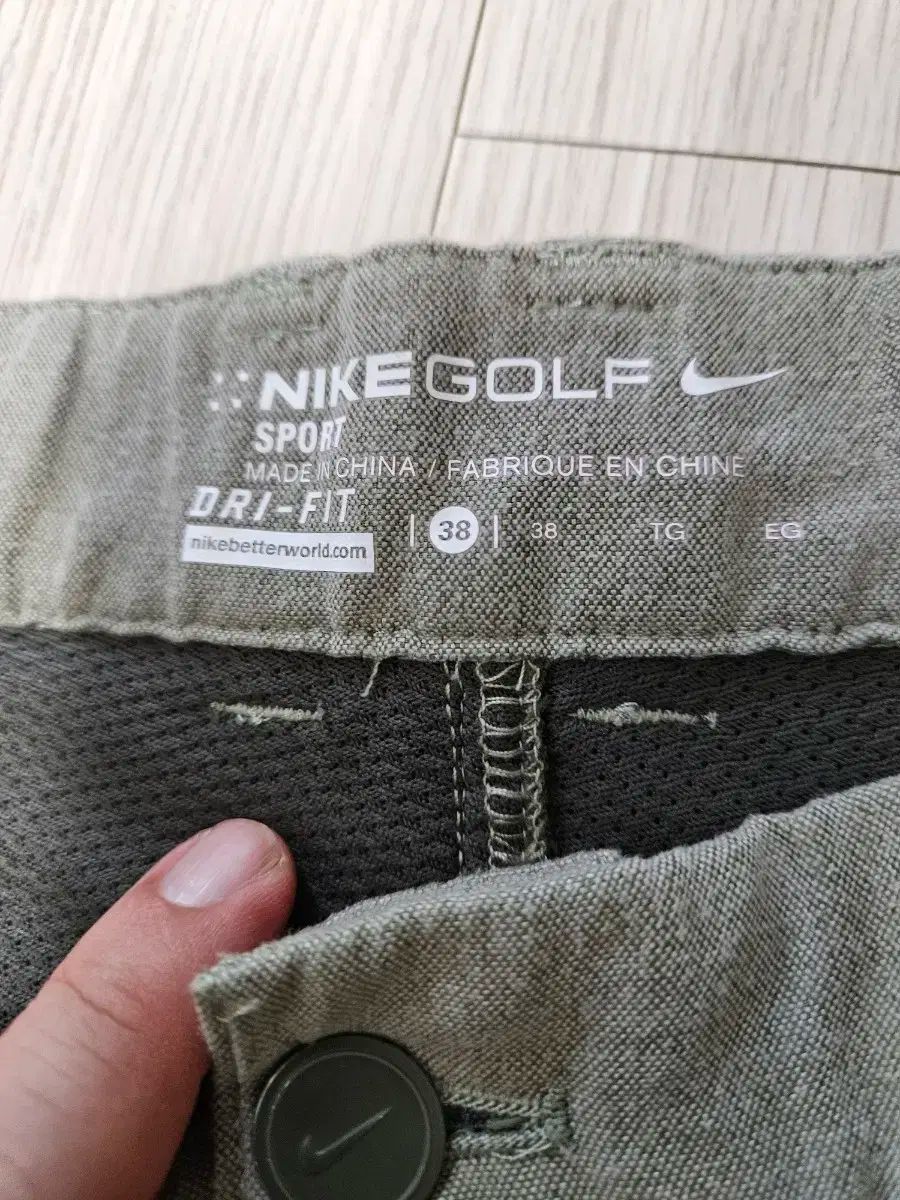 NIKE GOLF
SPORT
MADE IN CHINA / FABRIQUE EN CHINE
DRI-FIT
nikebetterworld.com
| 38 | 38 TG EG